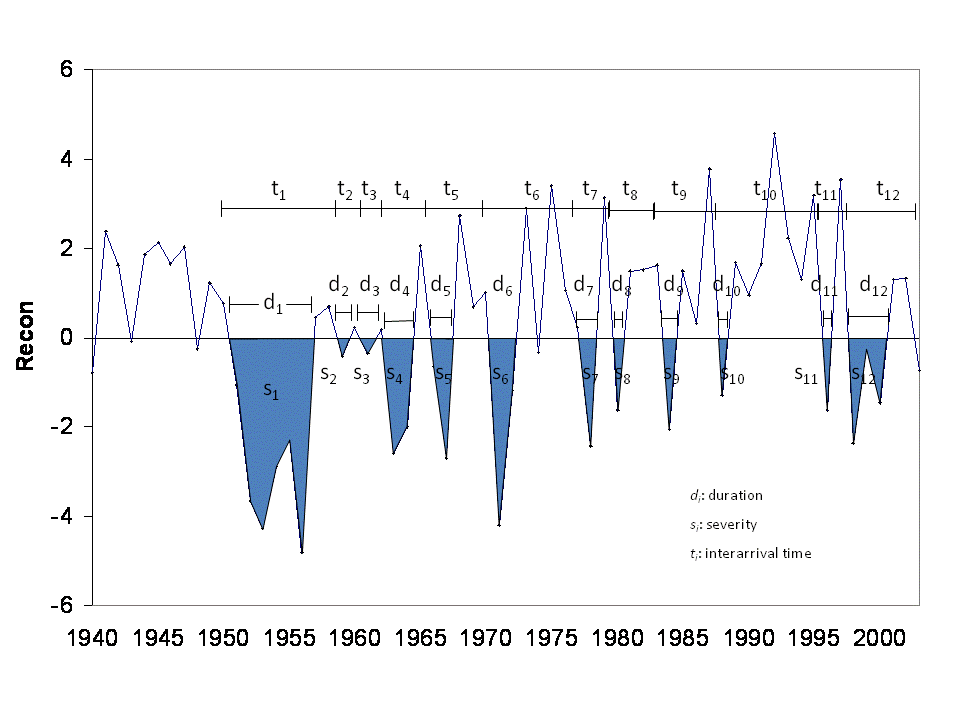 6
4
2
0
-2
-4
-6
Recon
t1 t2 t3 t4 t5 t6 t7 t8 t9 t10 t11 t12
d1 d2 d3 d4 d5 d6 d7 d8 d9 d10 d11 d12
s1 s2 s3 s4 s5 s6 s7 s8 s9 s10 s11 s12
di: duration
si: severity
ti: interarrival time
1940 1945 1950 1955 1960 1965 1970 1975 1980 1985 1990 1995 2000